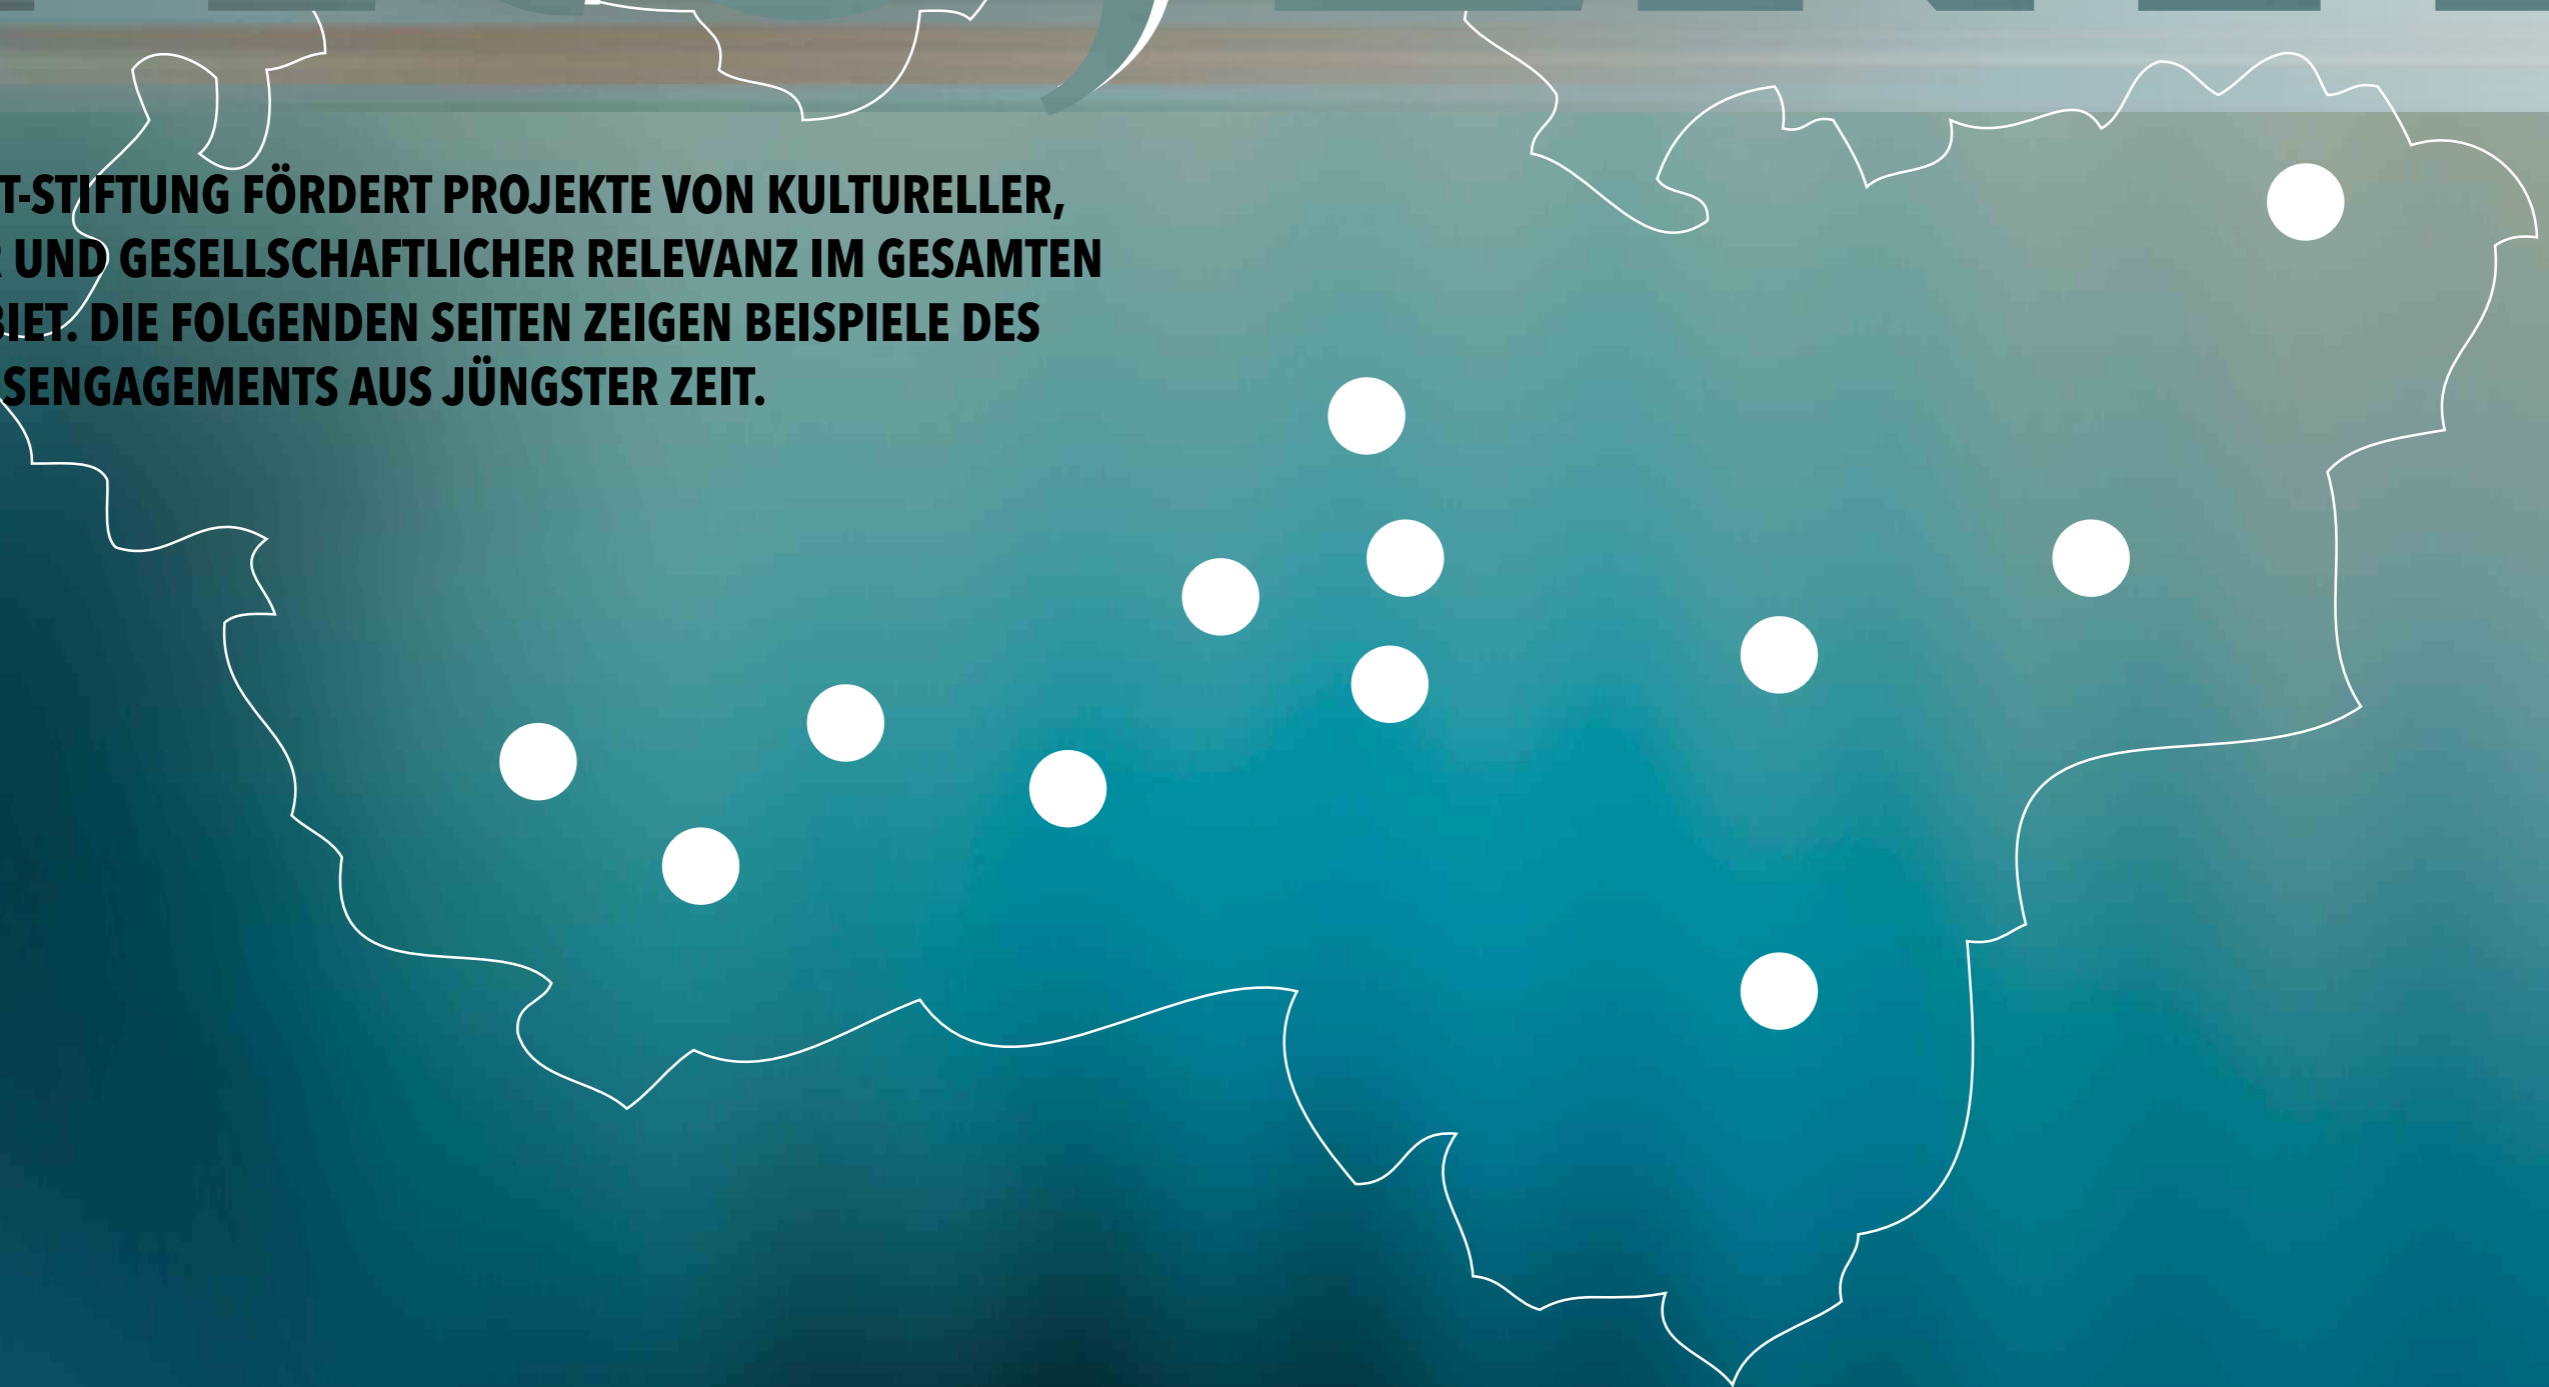 T-STIFTUNG FÖRDERT PROJEKTE VON KULTURELLER,
UND GESELLSCHAFTLICHER RELEVANZ IM GESAMTEN
BIET. DIE FOLGENDEN SEITEN ZEIGEN BEISPIELE DES
SENGAGEMENTS AUS JÜNGSTER ZEIT.